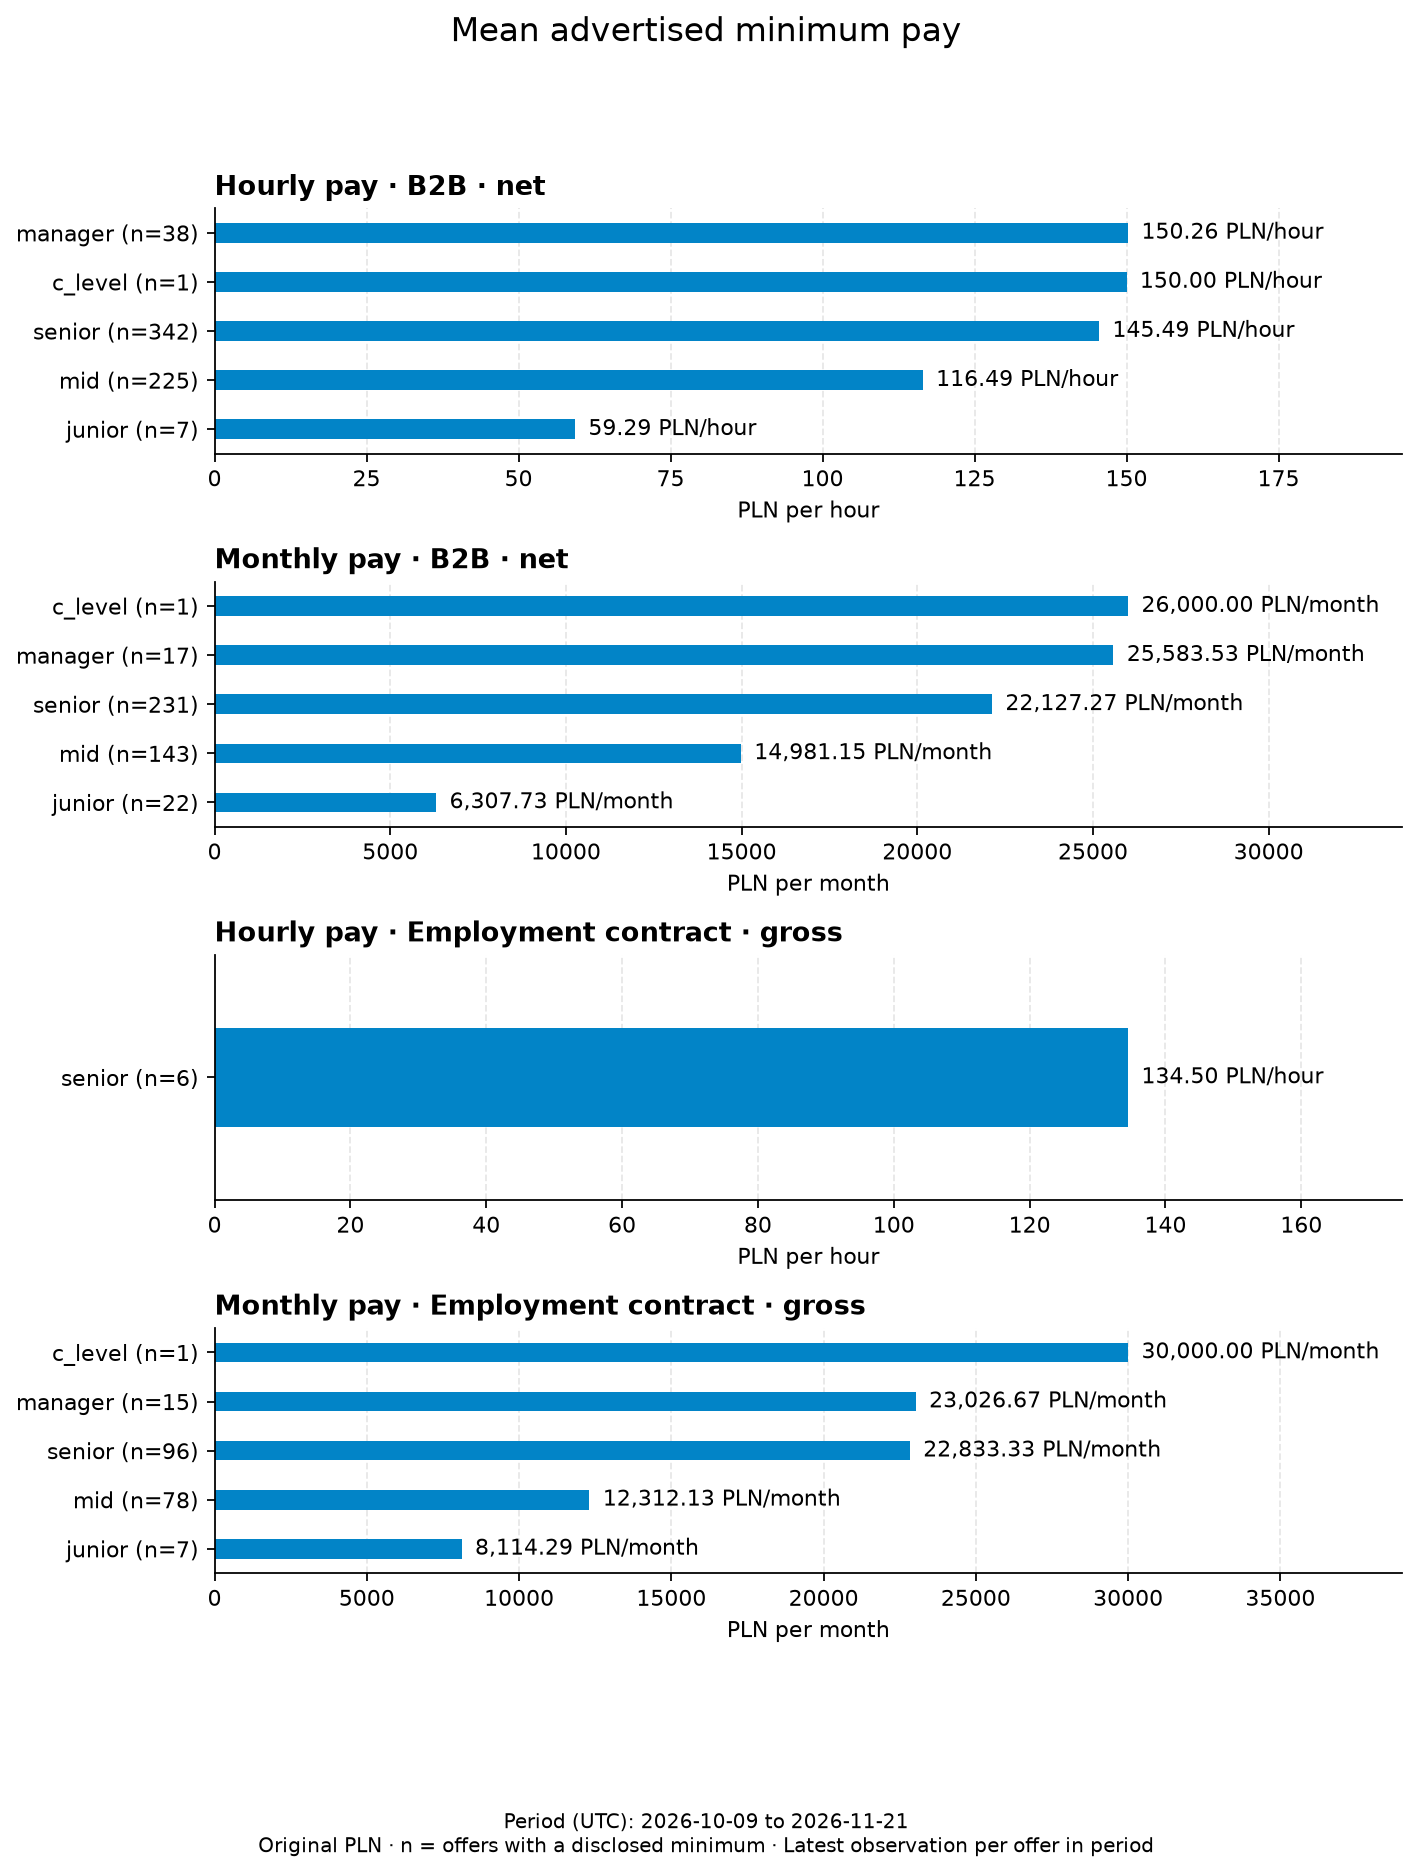 Mean advertised minimum pay
Hourly pay · B2B · net
manager (n=38)
150.26 PLN/hour
c_level (n=1)
150.00 PLN/hour
senior (n=342)
145.49 PLN/hour
mid (n=225)
116.49 PLN/hour
junior (n=7)
59.29 PLN/hour
0 25 50 75 100 125 150 175
PLN per hour
Monthly pay · B2B · net
c_level (n=1)
26,000.00 PLN/month
manager (n=17)
25,583.53 PLN/month
senior (n=231)
22,127.27 PLN/month
mid (n=143)
14,981.15 PLN/month
junior (n=22)
6,307.73 PLN/month
0 5000 10000 15000 20000 25000 30000
PLN per month
Hourly pay · Employment contract · gross
senior (n=6)
134.50 PLN/hour
0 20 40 60 80 100 120 140 160
PLN per hour
Monthly pay · Employment contract · gross
c_level (n=1)
30,000.00 PLN/month
manager (n=15)
23,026.67 PLN/month
senior (n=96)
22,833.33 PLN/month
mid (n=78)
12,312.13 PLN/month
junior (n=7)
8,114.29 PLN/month
0 5000 10000 15000 20000 25000 30000 35000
PLN per month
Period (UTC): 2026-10-09 to 2026-11-21
Original PLN · n = offers with a disclosed minimum · Latest observation per offer in period